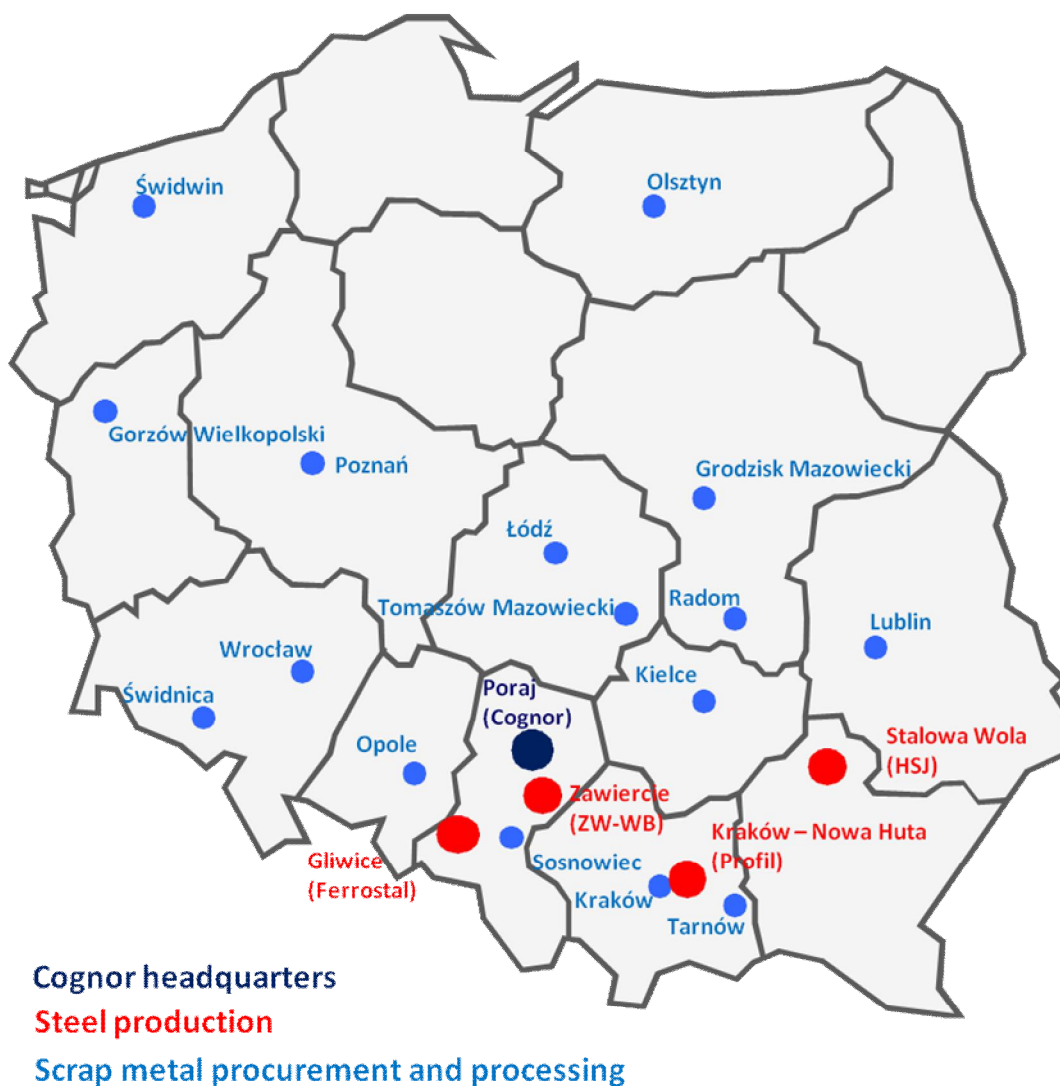 Świdwin
Olsztyn
Gorzów Wielkopolski
Poznań
Grodzisk Mazowiecki
Łódź
Tomaszów Mazowiecki
Radom
Lublin
Wrocław
Kielce
Świdnica
Poraj
(Cognor)
Opole
Stalowa Wola
(HSJ)
Zawiercie
(ZW-WB)
Kraków – Nowa Huta
(Profil)
Gliwice
(Ferrostal)
Sosnowiec
Kraków
Tarnów
Cognor headquarters
Steel production
Scrap metal procurement and processing